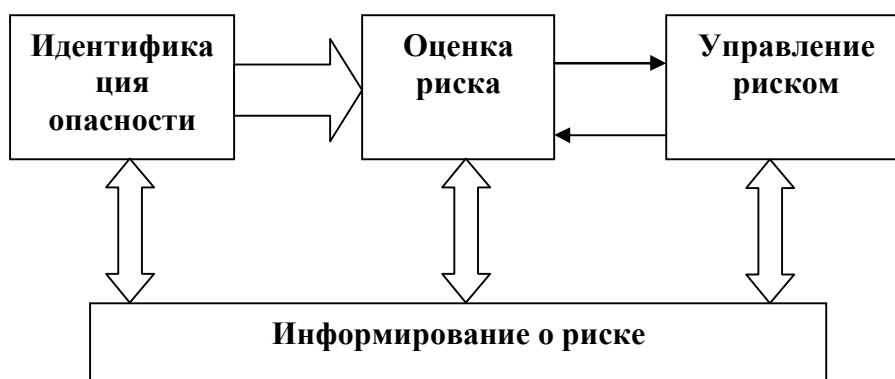 Идентифика
ция
опасности
Оценка
риска
Управление
риском
Информирование о риске